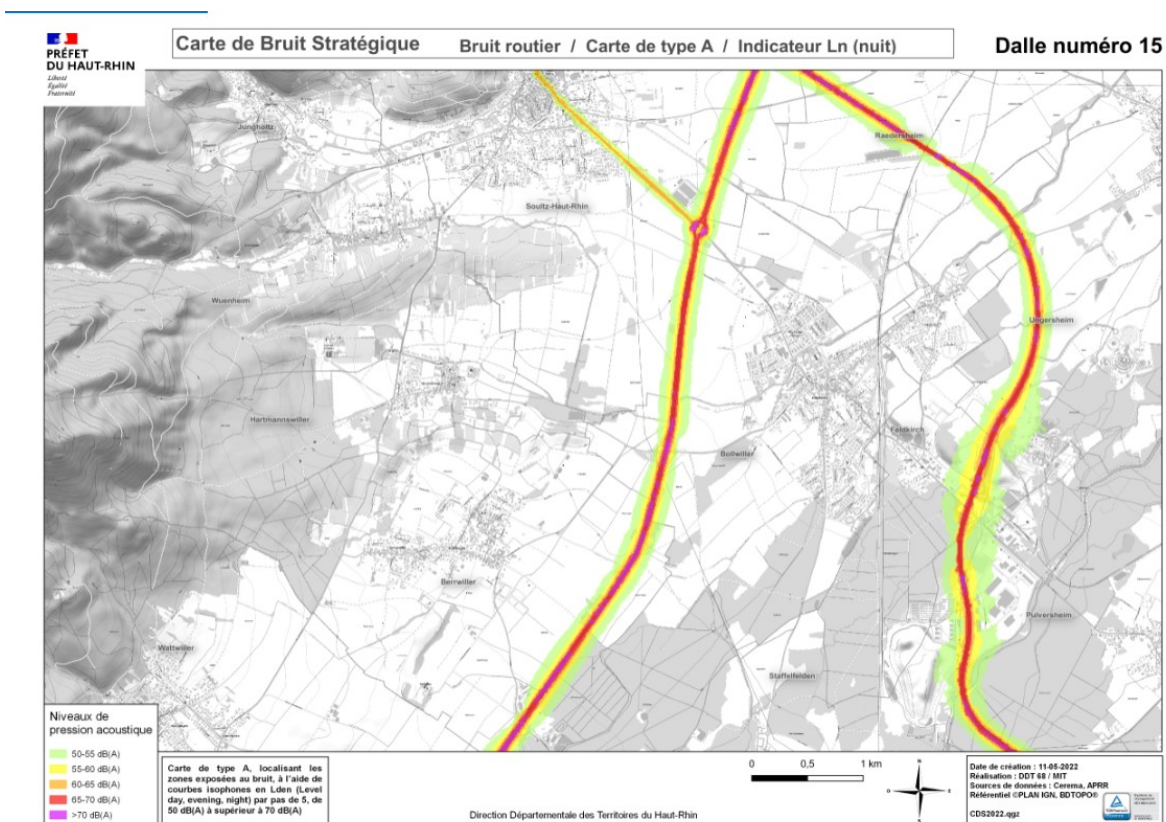 PRÉFET
DU HAUT-RHIN
Liberté
Égalité
Fraternité
Carte de Bruit Stratégique Bruit routier / Carte de type A / Indicateur Ln (nuit)
Dalle numéro 15
Jungholtz
Raedersheim
Soultz-Haut-Rhin
Wuenheim
Ungersheim
Hartmannswiller
Feldkirch
Bollwiller
Berrwiller
Pulversheim
Wattwiller
Staffelfelden
Niveaux de
pression acoustique
50-55 dB(A)
55-60 dB(A)
60-65 dB(A)
65-70 dB(A)
>70 dB(A)
Carte de type A, localisant les
zones exposées au bruit, à l'aide de
courbes isophones en Lden (Level
day, evening, night) par pas de 5, de
50 dB(A) à supérieur à 70 dB(A)
0 0,5 1 km
Direction Départementale des Territoires du Haut-Rhin
Date de création : 11-05-2022
Réalisation : DDT 68 / MIT
Sources de données : Cerema, APRR
Référentiel ©PLAN IGN, BDTOPO®
CDS2022.qgz